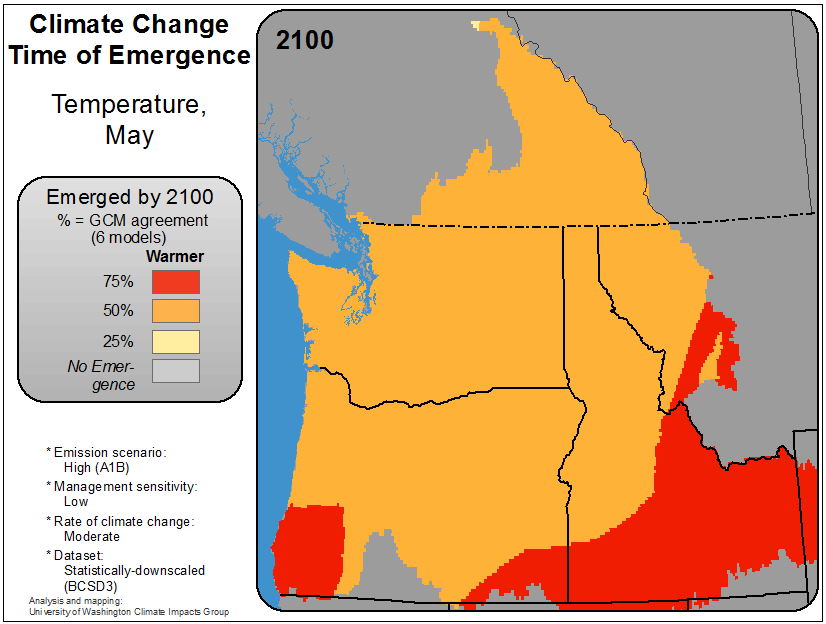 Climate Change
Time of Emergence
Temperature,
May
Emerged by 2100
% = GCM agreement
(6 models)
Warmer
75%
50%
25%
No Emer-
gence
* Emission scenario:
High (A1B)
* Management sensitivity:
Low
* Rate of climate change:
Moderate
* Dataset:
Statistically-downscaled
(BCSD3)
Analysis and mapping:
University of Washington Climate Impacts Group
2100